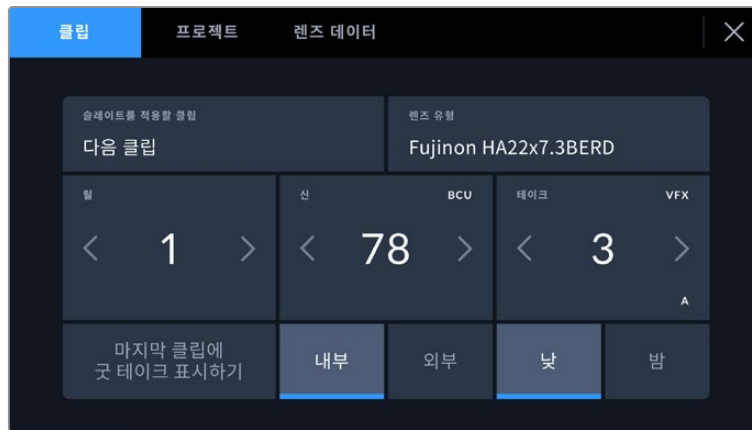 클립 프로젝트 렌즈 데이터
슬레이트를 적용할 클립
다음 클립
렌즈 유형
Fujinon HA22x7.3BERD
릴
1
신 BCU
78
테이크 VFX
3
A
마지막 클립에
굿 테이크 표시하기
내부
외부
낮
밤